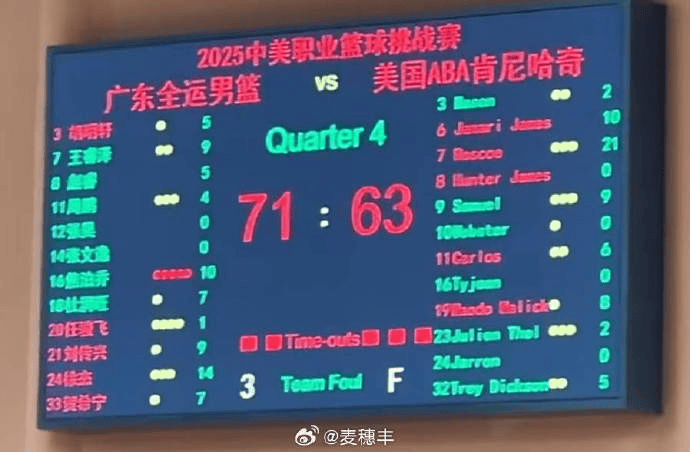 2025中美职业篮球挑战赛
广东全运男篮 VS 美国ABA肯尼哈奇
Quarter 4
71 : 63
Time-outs
3 Team Foul F
3 胡明轩 5
7 王睿泽 9
8 赵睿 5
11 周鹏 4
12 张昊 0
14 张文逸 0
16 焦泊乔 10
18 杜润旺 7
20 任骏飞 1
21 刘传兴 9
24 徐杰 14
33 贺希宁 7
3 Mason 2
6 Jamari James 10
7 Roscoe 21
8 Hunter James 0
9 Samuel 9
10 Webster 0
11 Carlos 6
16 Tyjean 0
19 Malick 8
23 Julien 2
24 Jarron 0
32 Trey Dickson 5
@麦穗丰